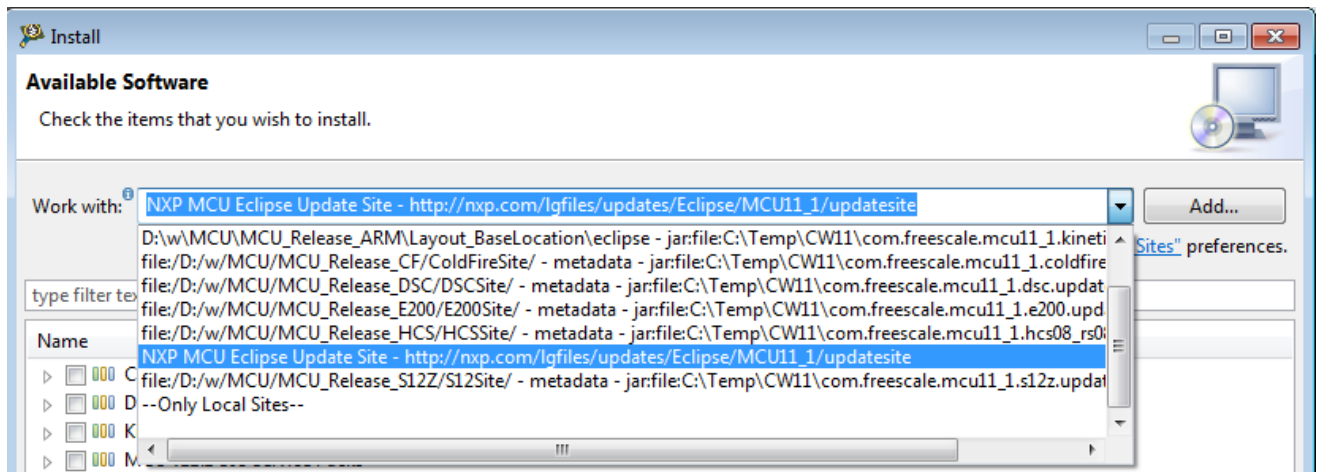 Install
Available Software
Check the items that you wish to install.
Work with: NXP MCU Eclipse Update Site - http://nxp.com/lgfiles/updates/Eclipse/MCU11_1/updatesite Add...
D:\w\MCU\MCU_Release_ARM\Layout_BaseLocation\eclipse - jar:file:C:\Temp\CW11\com.freescale.mcu11_1.kineti
Sites" preferences.
file:/D:/w/MCU/MCU_Release_CF/ColdFireSite/ - metadata - jar:file:C:\Temp\CW11\com.freescale.mcu11_1.coldfire
file:/D:/w/MCU/MCU_Release_DSC/DSCSite/ - metadata - jar:file:C:\Temp\CW11\com.freescale.mcu11_1.dsc.updat
type filter tex
file:/D:/w/MCU/MCU_Release_E200/E200Site/ - metadata - jar:file:C:\Temp\CW11\com.freescale.mcu11_1.e200.upd
file:/D:/w/MCU/MCU_Release_HCS/HCSSite/ - metadata - jar:file:C:\Temp\CW11\com.freescale.mcu11_1.hcs08_rs08
Name
NXP MCU Eclipse Update Site - http://nxp.com/lgfiles/updates/Eclipse/MCU11_1/updatesite
C
file:/D:/w/MCU/MCU_Release_S12Z/S12Site/ - metadata - jar:file:C:\Temp\CW11\com.freescale.mcu11_1.s12z.updat
D
--Only Local Sites--
K
M